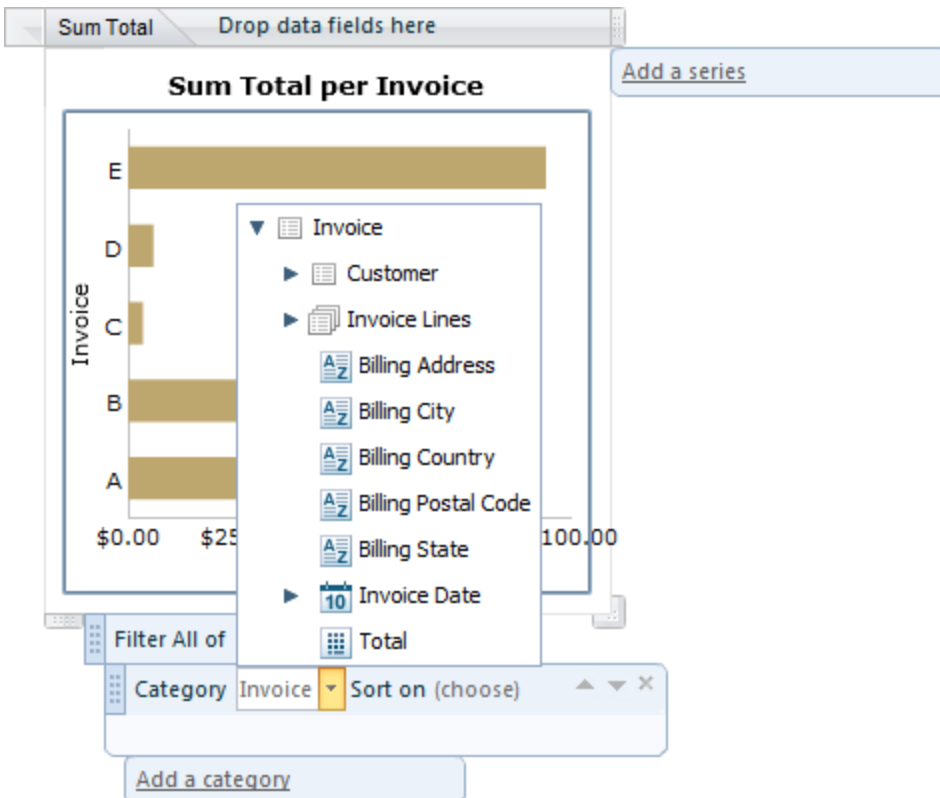 Sum Total Drop data fields here
Add a series
Sum Total per Invoice
E
D
C
B
A
Invoice
$0.00 $25 100.00
Invoice
Customer
Invoice Lines
Billing Address
Billing City
Billing Country
Billing Postal Code
Billing State
10 Invoice Date
Total
Filter All of
Category Invoice Sort on (choose)
Add a category